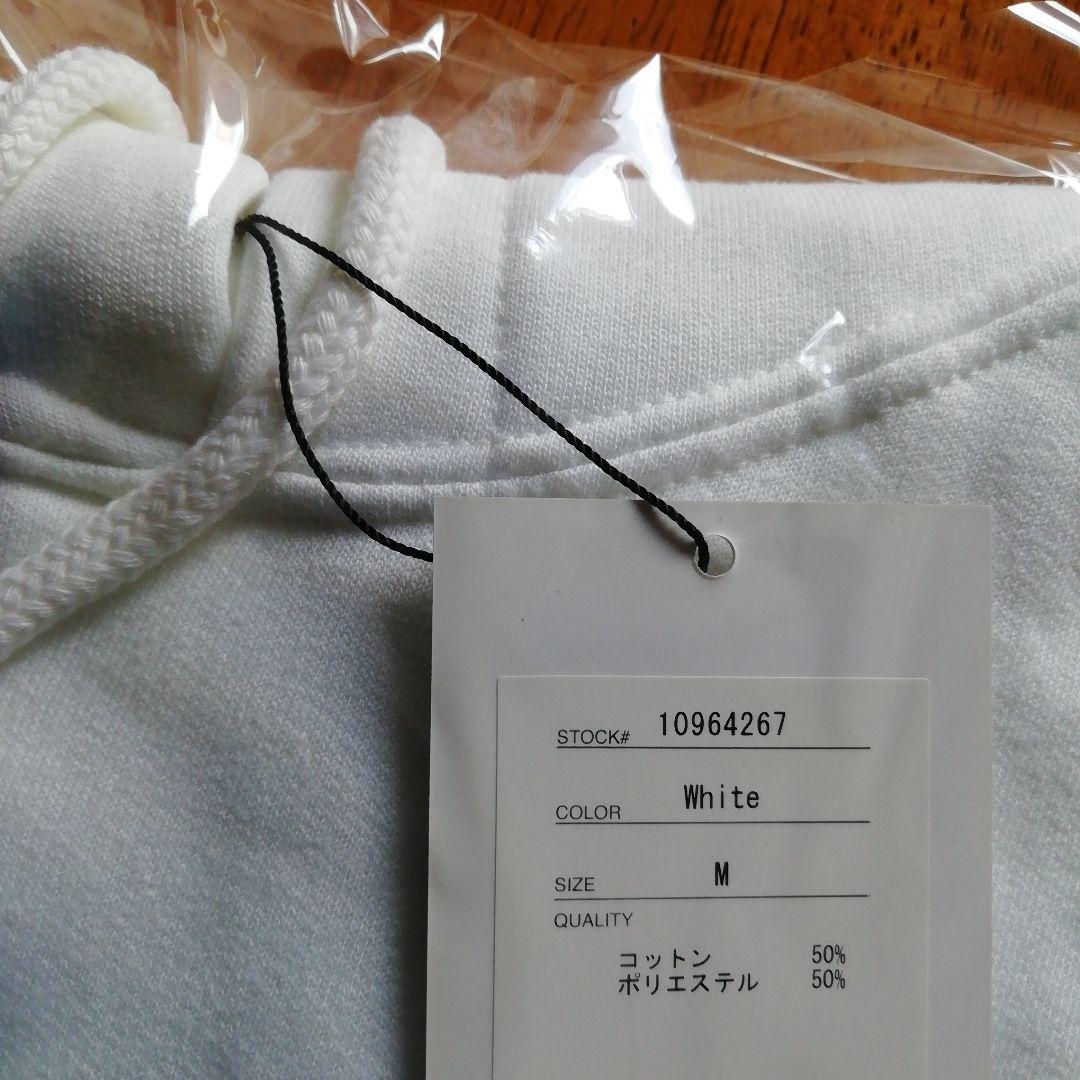 STOCK# 10964267
COLOR White
SIZE M
QUALITY
コットン 50%
ポリエステル 50%